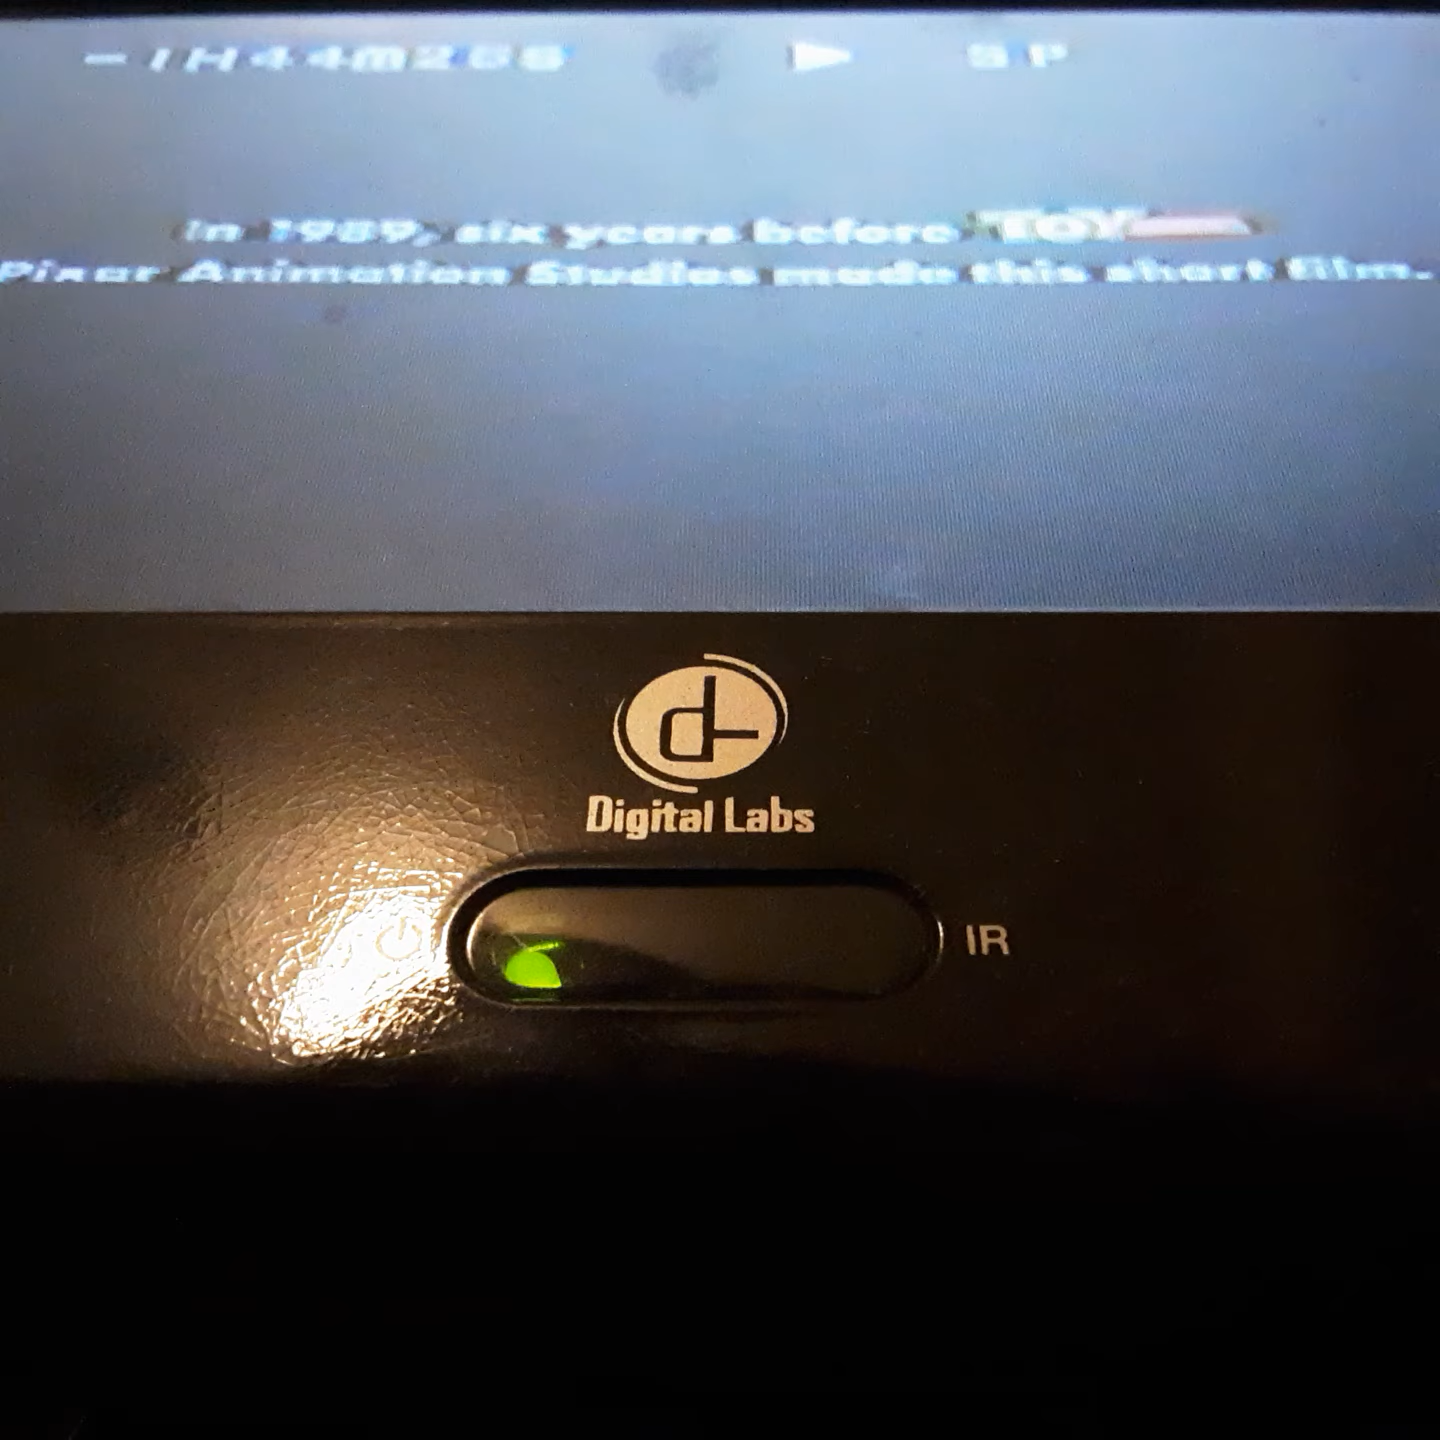 -1H44M26S ▶ SP
In 1989, six years before TOY
Pixar Animation Studios made this short film.
d L
Digital Labs
IR